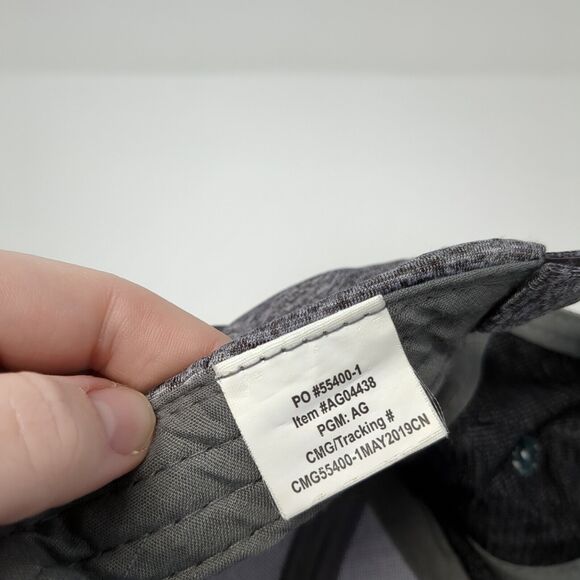 PO #55400-1
Item #AG04438
PGM: AG
CMG/Tracking #
CMG55400-1MAY2019CN